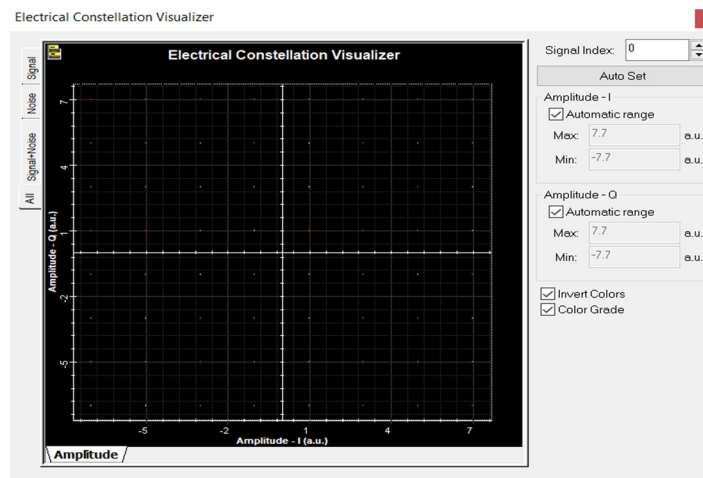 Electrical Constellation Visualizer
Electrical Constellation Visualizer
Signal
Noise
Signal+Noise
All
Amplitude - Q (a.u.)
7
4
1
-2
-5
-5
-2
1
4
7
Amplitude - I (a.u.)
Amplitude
Signal Index: 0
Auto Set
Amplitude - I
Automatic range
Max: 7.7 a.u.
Min: -7.7 a.u.
Amplitude - Q
Automatic range
Max: 7.7 a.u.
Min: -7.7 a.u.
Invert Colors
Color Grade